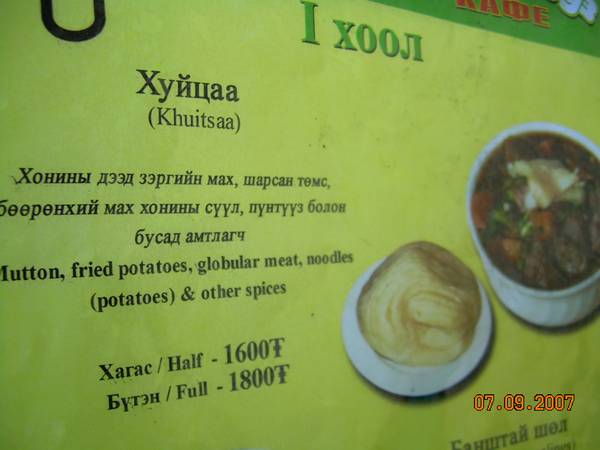 КАФЕ
I хоол
Хуйцаа
(Khuitsaa)
Хонины дээд зэргийн мах, шарсан төмс,
бөөрөнхий мах хонины сүүл, пүнтүүз болон
бусад амтлагч
Mutton, fried potatoes, globular meat, noodles
(potatoes) & other spices
Хагас / Half - 1600₮
Бүтэн / Full - 1800₮
07.09.2007
Банштай шөл